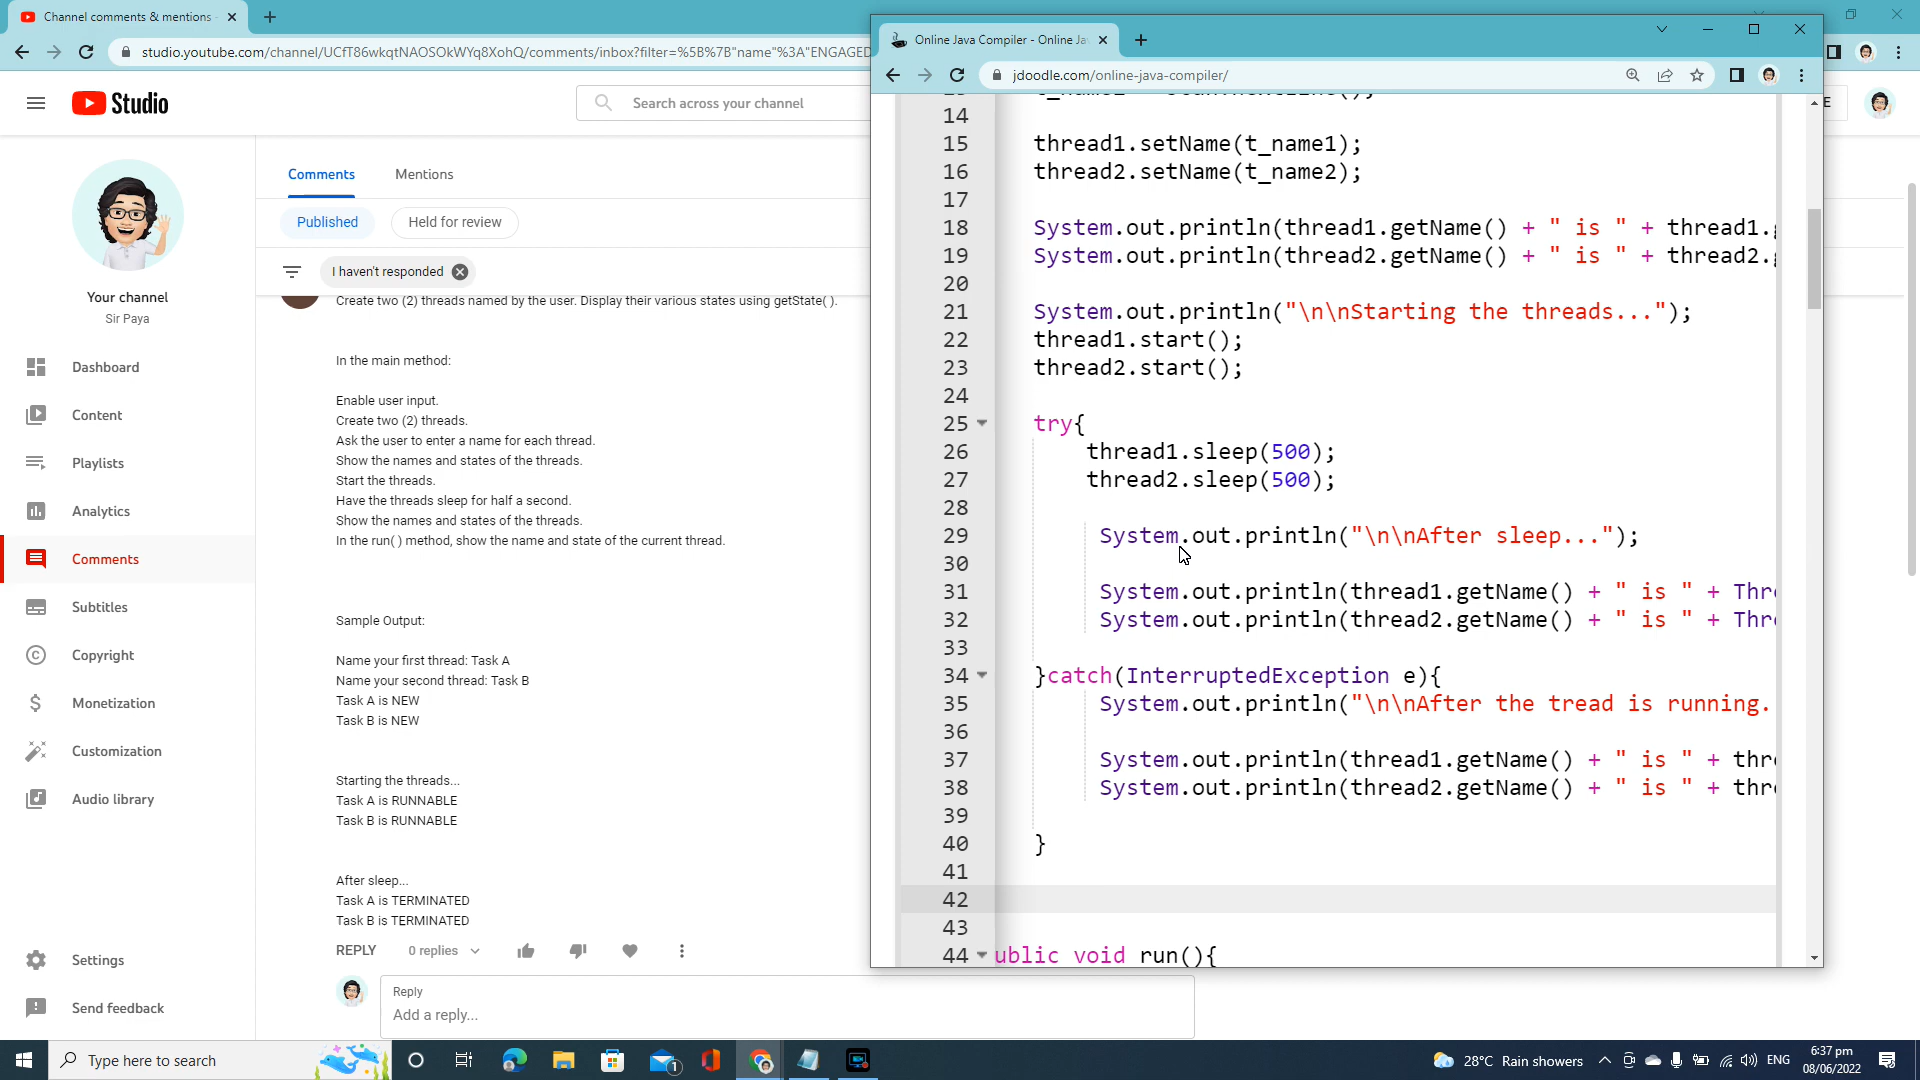 Channel comments & mentions
studio.youtube.com/channel/UCfT86wkqtNAOSOkWYq8XohQ/comments/inbox?filter=%5B%7B"name"%3A"ENGAGED
Studio
Search across your channel
Your channel
Sir Paya
Dashboard
Content
Playlists
Analytics
Comments
Subtitles
Copyright
Monetization
Customization
Audio library
Settings
Send feedback
Comments
Mentions
Published
Held for review
I haven't responded
Create two (2) threads named by the user. Display their various states using getState( ).
In the main method:
Enable user input.
Create two (2) threads.
Ask the user to enter a name for each thread.
Show the names and states of the threads.
Start the threads.
Have the threads sleep for half a second.
Show the names and states of the threads.
In the run( ) method, show the name and state of the current thread.
Sample Output:
Name your first thread: Task A
Name your second thread: Task B
Task A is NEW
Task B is NEW
Starting the threads...
Task A is RUNNABLE
Task B is RUNNABLE
After sleep...
Task A is TERMINATED
Task B is TERMINATED
REPLY 0 replies
Reply
Add a reply...
Online Java Compiler - Online Ja
jdoodle.com/online-java-compiler/
14
15 thread1.setName(t_name1);
16 thread2.setName(t_name2);
17
18 System.out.println(thread1.getName() + " is " + thread1.g
19 System.out.println(thread2.getName() + " is " + thread2.g
20
21 System.out.println("\n\nStarting the threads...");
22 thread1.start();
23 thread2.start();
24
25 try{
26 thread1.sleep(500);
27 thread2.sleep(500);
28
29 System.out.println("\n\nAfter sleep...");
30
31 System.out.println(thread1.getName() + " is " + Thr
32 System.out.println(thread2.getName() + " is " + Thr
33
34 }catch(InterruptedException e){
35 System.out.println("\n\nAfter the tread is running.
36
37 System.out.println(thread1.getName() + " is " + thr
38 System.out.println(thread2.getName() + " is " + thr
39
40 }
41
42
43
44 ublic void run(){
E
Type here to search
1
28°C Rain showers
ENG
6:37 pm
08/06/2022